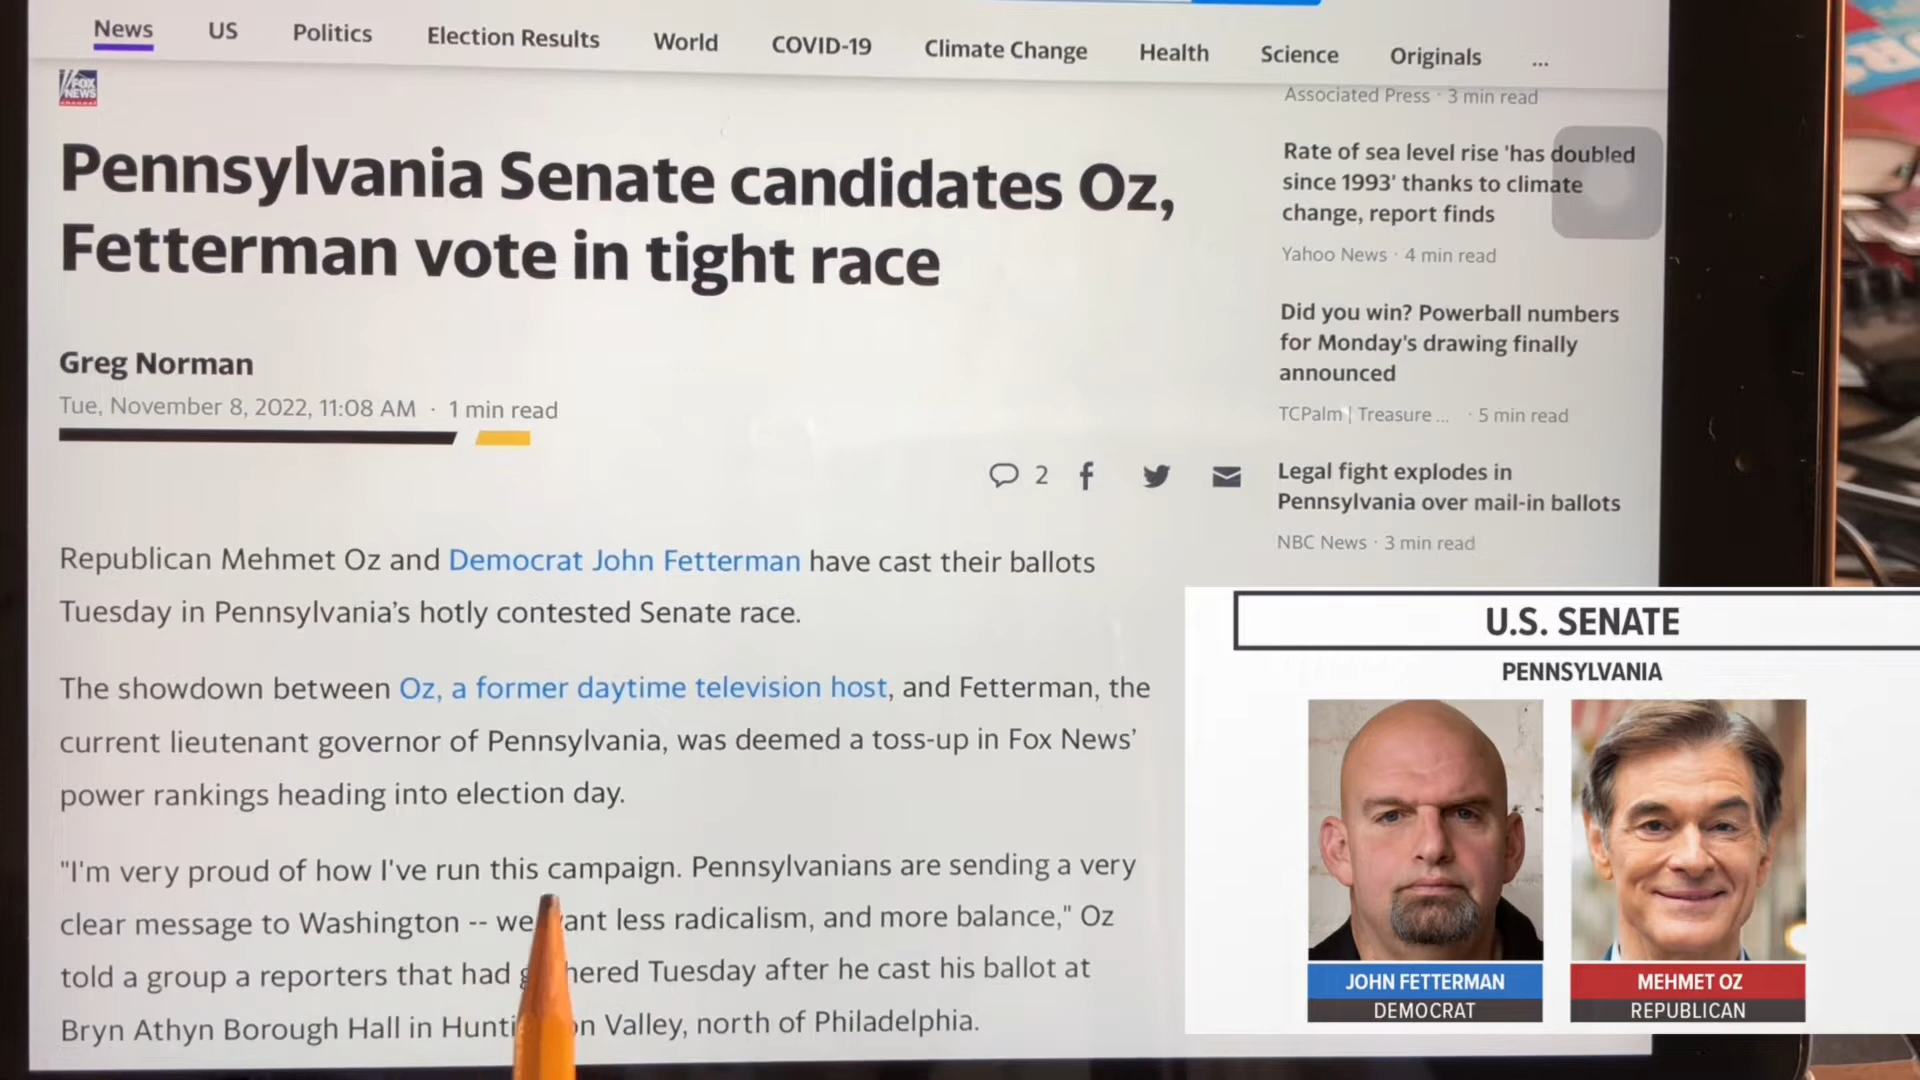 News US Politics Election Results World COVID-19 Climate Change Health Science Originals ...
FOX
NEWS
channel
Pennsylvania Senate candidates Oz,
Fetterman vote in tight race
Greg Norman
Tue, November 8, 2022, 11:08 AM · 1 min read
2
Republican Mehmet Oz and Democrat John Fetterman have cast their ballots
Tuesday in Pennsylvania's hotly contested Senate race.
The showdown between Oz, a former daytime television host, and Fetterman, the
current lieutenant governor of Pennsylvania, was deemed a toss-up in Fox News'
power rankings heading into election day.
"I'm very proud of how I've run this campaign. Pennsylvanians are sending a very
clear message to Washington -- we want less radicalism, and more balance," Oz
told a group a reporters that had gathered Tuesday after he cast his ballot at
Bryn Athyn Borough Hall in Valley, north of Philadelphia.
Associated Press · 3 min read
Rate of sea level rise 'has doubled
since 1993' thanks to climate
change, report finds
Yahoo News · 4 min read
Did you win? Powerball numbers
for Monday's drawing finally
announced
TCPalm | Treasure ... · 5 min read
Legal fight explodes in
Pennsylvania over mail-in ballots
NBC News · 3 min read
U.S. SENATE
PENNSYLVANIA
JOHN FETTERMAN
DEMOCRAT
MEHMET OZ
REPUBLICAN